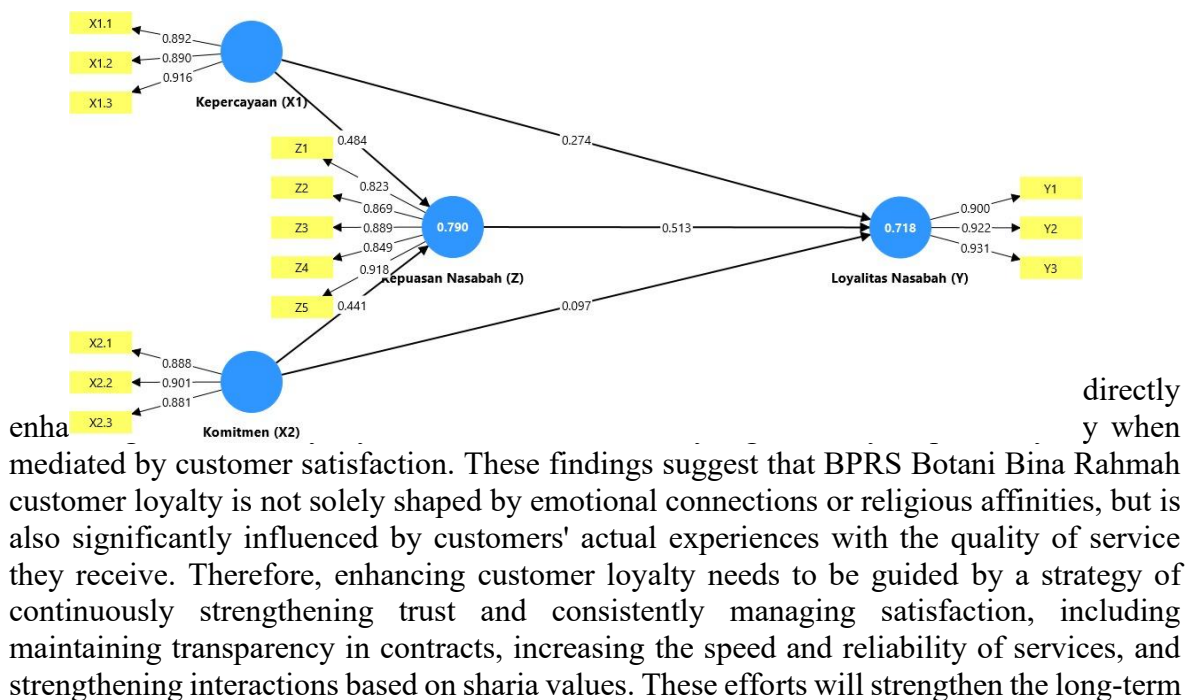 X1.1
0.892
X1.2
0.890
0.916
X1.3
Kepercayaan (X1)
0.484
0.274
Z1
0.823
Z2
0.869
Z3
0.889
0.790
0.513
0.718
Z4
0.849
0.918
Z5
epuasan Nasabah (Z)
0.441
0.097
0.900
Y1
0.922
Y2
0.931
Y3
Loyalitas Nasabah (Y)
X2.1
0.888
X2.2
0.901
0.881
X2.3
Komitmen (X2)
directly
enha y when
mediated by customer satisfaction. These findings suggest that BPRS Botani Bina Rahmah
customer loyalty is not solely shaped by emotional connections or religious affinities, but is
also significantly influenced by customers' actual experiences with the quality of service
they receive. Therefore, enhancing customer loyalty needs to be guided by a strategy of
continuously strengthening trust and consistently managing satisfaction, including
maintaining transparency in contracts, increasing the speed and reliability of services, and
strengthening interactions based on sharia values. These efforts will strengthen the long-term